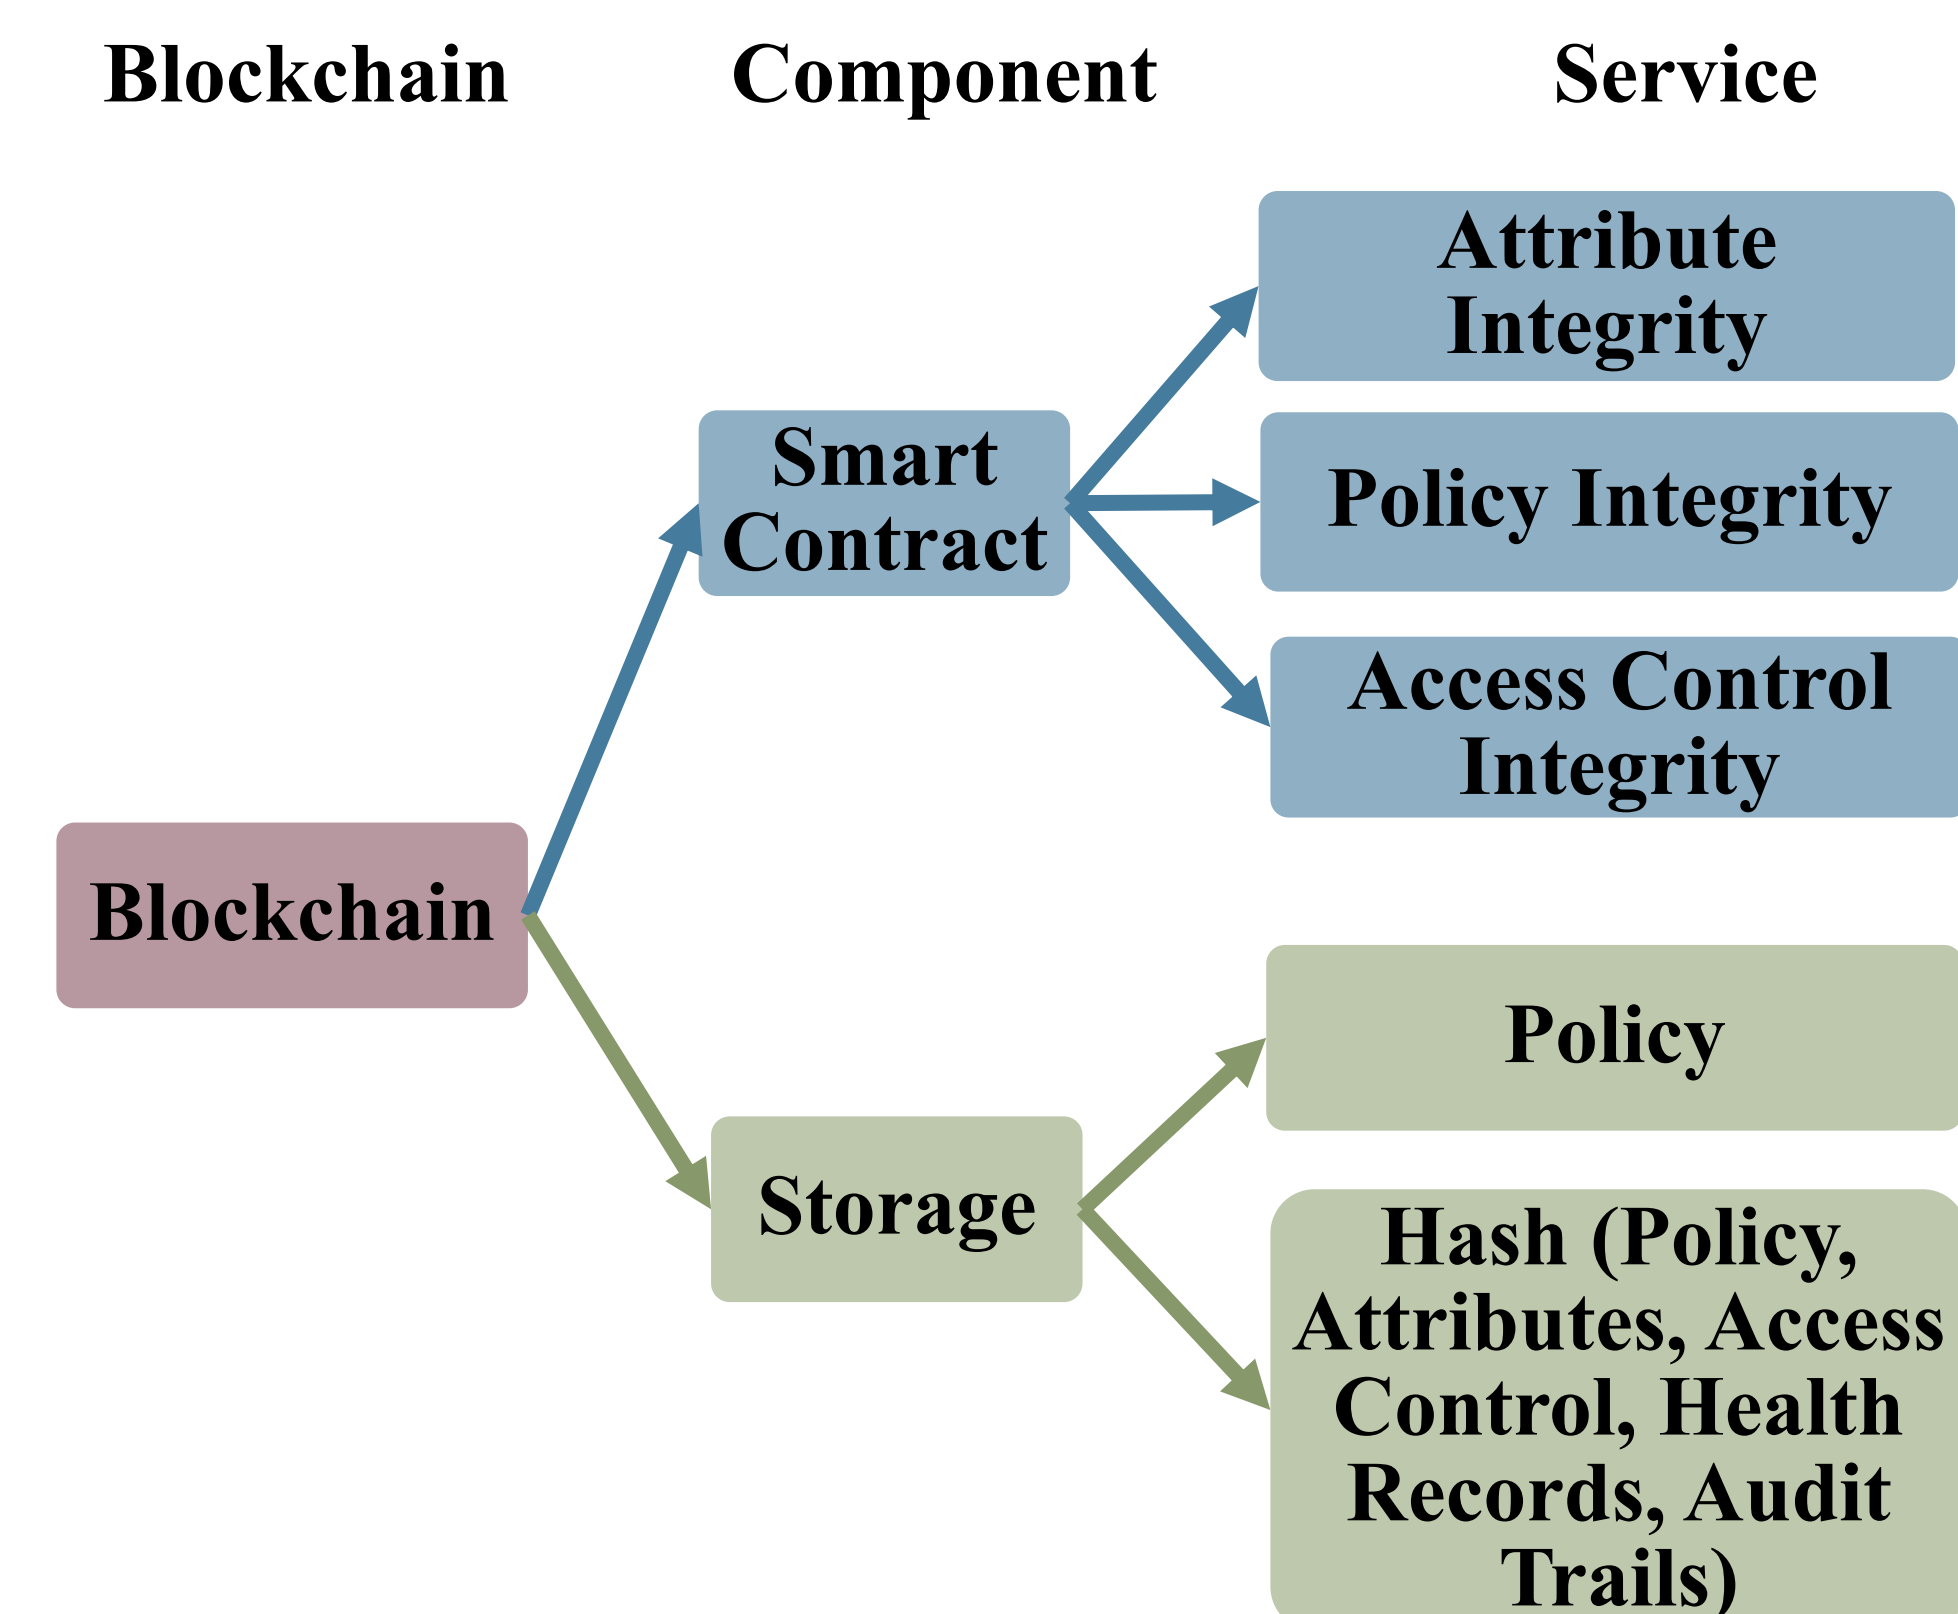 Blockchain
Component
Service
Attribute
Integrity
Smart
Contract
Policy Integrity
Access Control
Integrity
Blockchain
Policy
Storage
Hash (Policy,
Attributes, Access
Control, Health
Records, Audit
Trails)